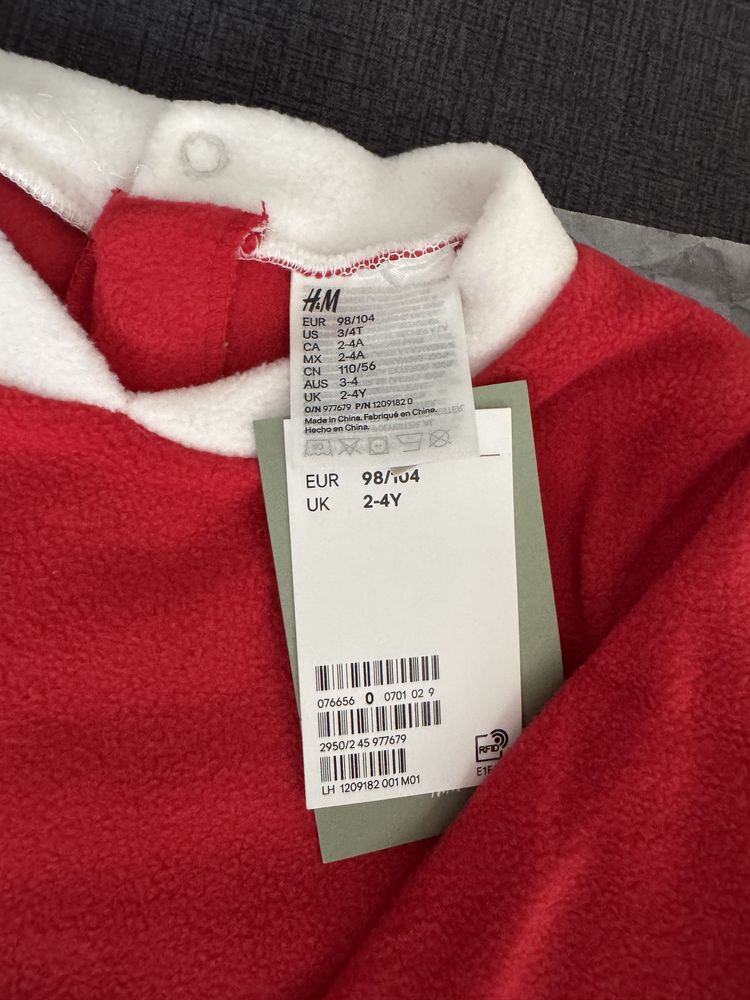 H&M
EUR 98/104
US 3/4T
CA 2-4A
MX 2-4A
CN 110/56
AUS 3-4
UK 2-4Y
O/N 977679 P/N 1209182 0
Made in China. Fabriqué en Chine.
Hecho en China.
EUR 98/104
UK 2-4Y
076656 0 0701 02 9
2950/2 45 977679
RFID
LH 1209182 001 M01